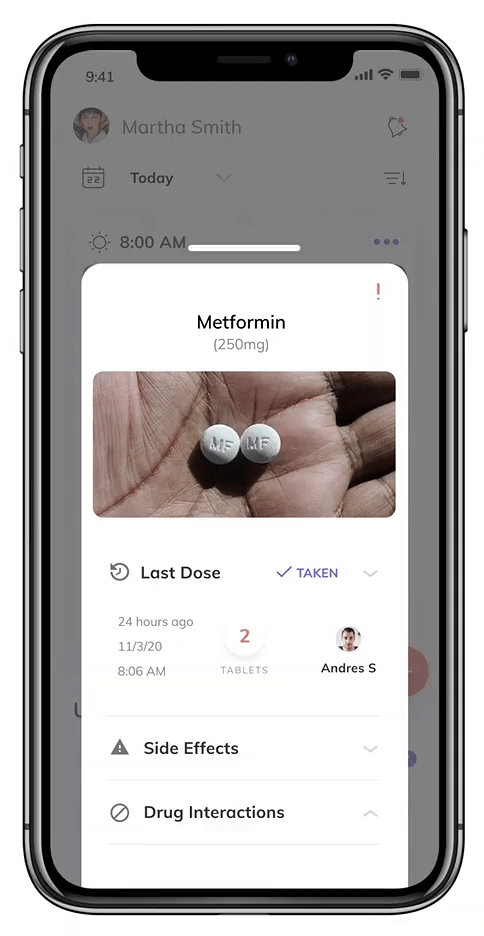 9:41
Martha Smith
22
Today
8:00 AM
!
Metformin
(250mg)
MF MF
Last Dose
TAKEN
24 hours ago
11/3/20
8:06 AM
2
TABLETS
Andres S
U
Side Effects
Drug Interactions